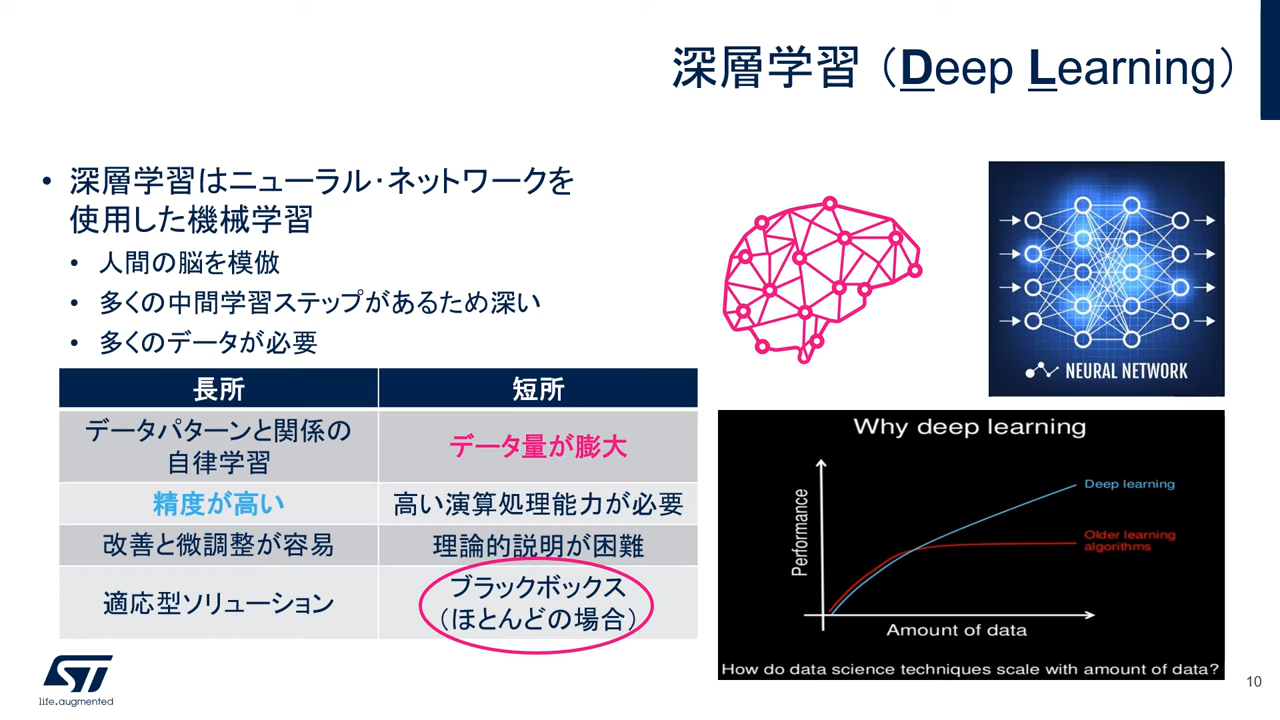 深層学習（Deep Learning）
• 深層学習はニューラル・ネットワークを
使用した機械学習
• 人間の脳を模倣
• 多くの中間学習ステップがあるため深い
• 多くのデータが必要
長所 短所
データパターンと関係の
自律学習
データ量が膨大
精度が高い 高い演算処理能力が必要
改善と微調整が容易 理論的説明が困難
適応型ソリューション
ブラックボックス
（ほとんどの場合）
NEURAL NETWORK
Why deep learning
Performance
Deep learning
Older learning
algorithms
Amount of data
How do data science techniques scale with amount of data?
ST
life.augmented
10